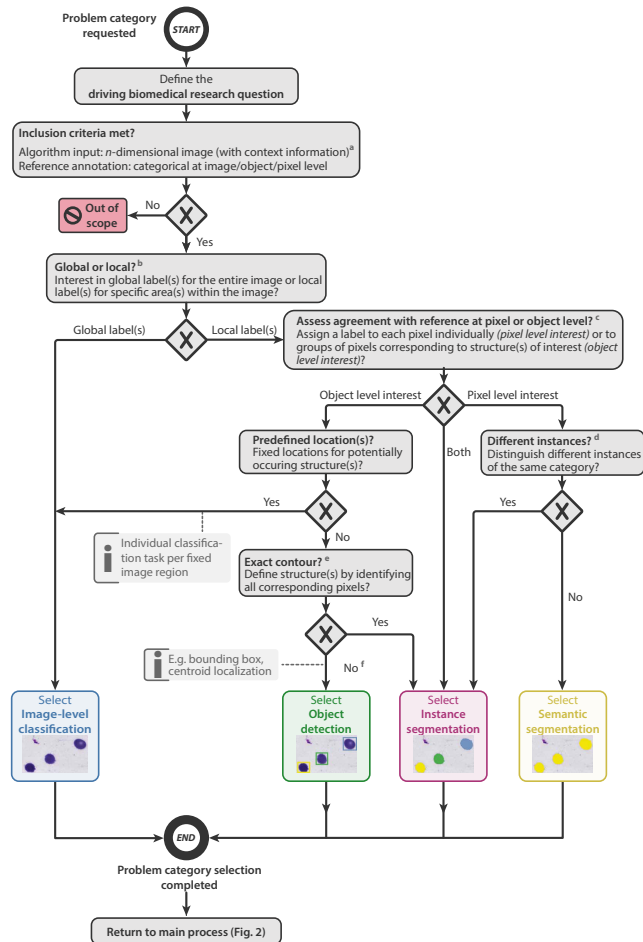 Problem category
requested
START
Define the
driving biomedical research question
Inclusion criteria met?
Algorithm input: n-dimensional image (with context information)a
Reference annotation: categorical at image/object/pixel level
No
Out of
scope
Yes
Global or local? b
Interest in global label(s) for the entire image or local
label(s) for specific area(s) within the image?
Global label(s)
Local label(s)
Assess agreement with reference at pixel or object level? c
Assign a label to each pixel individually (pixel level interest) or to
groups of pixels corresponding to structure(s) of interest (object
level interest)?
Object level interest
Pixel level interest
Both
Predefined location(s)?
Fixed locations for potentially
occuring structure(s)?
Different instances? d
Distinguish different instances
of the same category?
Yes
Yes
No
Individual classifica-
tion task per fixed
image region
No
Exact contour? e
Define structure(s) by identifying
all corresponding pixels?
Yes
E.g. bounding box,
centroid localization
No f
Select
Image-level
classification
Select
Object
detection
Select
Instance
segmentation
Select
Semantic
segmentation
END
Problem category selection
completed
Return to main process (Fig. 2)